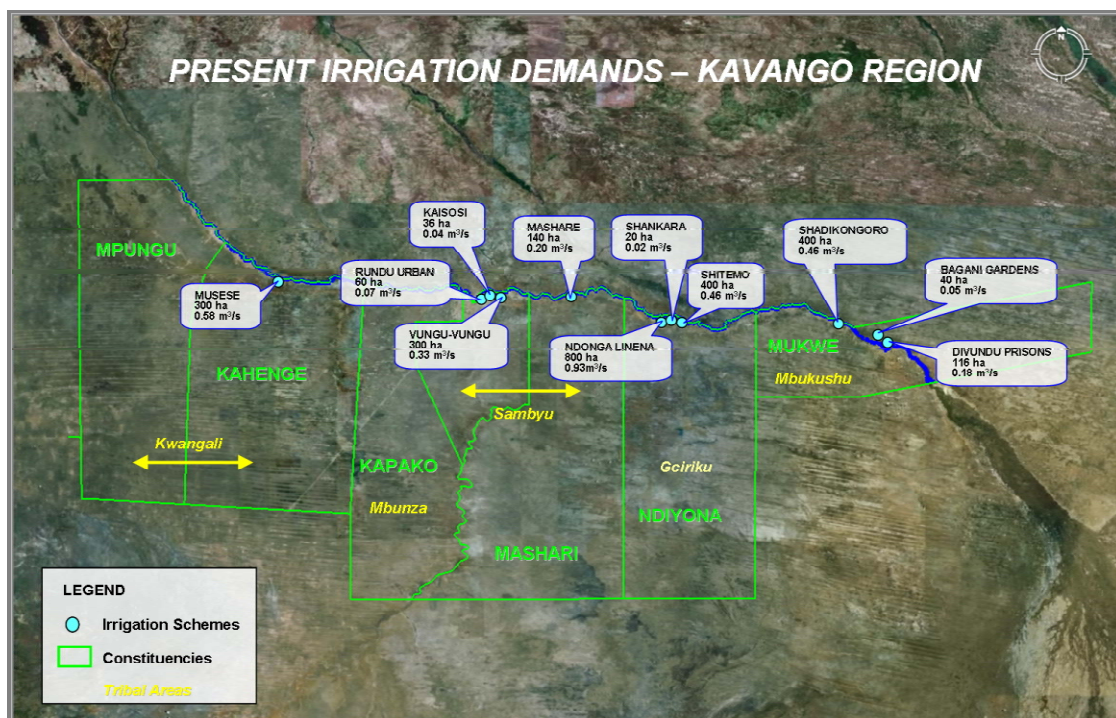 N
PRESENT IRRIGATION DEMANDS – KAVANGO REGION
MPUNGU
MUSESE
300 ha
0.58 m³/s
KAHENGE
Kwangali
RUNDU URBAN
60 ha
0.07 m³/s
KAISOSI
36 ha
0.04 m³/s
VUNGU-VUNGU
300 ha
0.33 m³/s
MASHARE
140 ha
0.20 m³/s
SHANKARA
20 ha
0.02 m³/s
SHITEMO
400 ha
0.46 m³/s
NDONGA LINENA
800 ha
0.93m³/s
SHADIKONGORO
400 ha
0.46 m³/s
BAGANI GARDENS
40 ha
0.05 m³/s
DIVUNDU PRISONS
116 ha
0.18 m³/s
MUKWE
Mbukushu
Sambyu
KAPAKO
Mbunza
Gciriku
NDIYONA
MASHARI
LEGEND
Irrigation Schemes
Constituencies
Tribal Areas